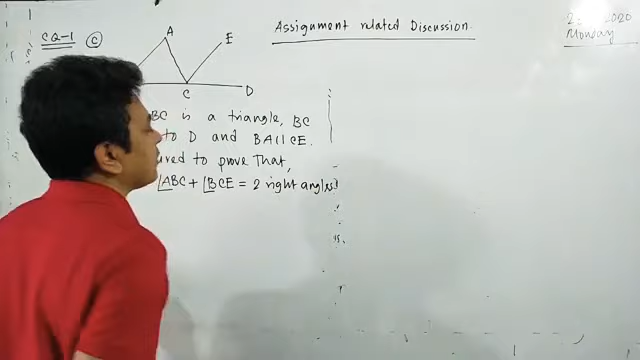 Assignment related Discussion.
2020
Monday
CQ-1 c
A
E
C
D
BC is a triangle, BC
to D and BA||CE.
to prove That,
∠ABC + ∠BCE = 2 right angles.